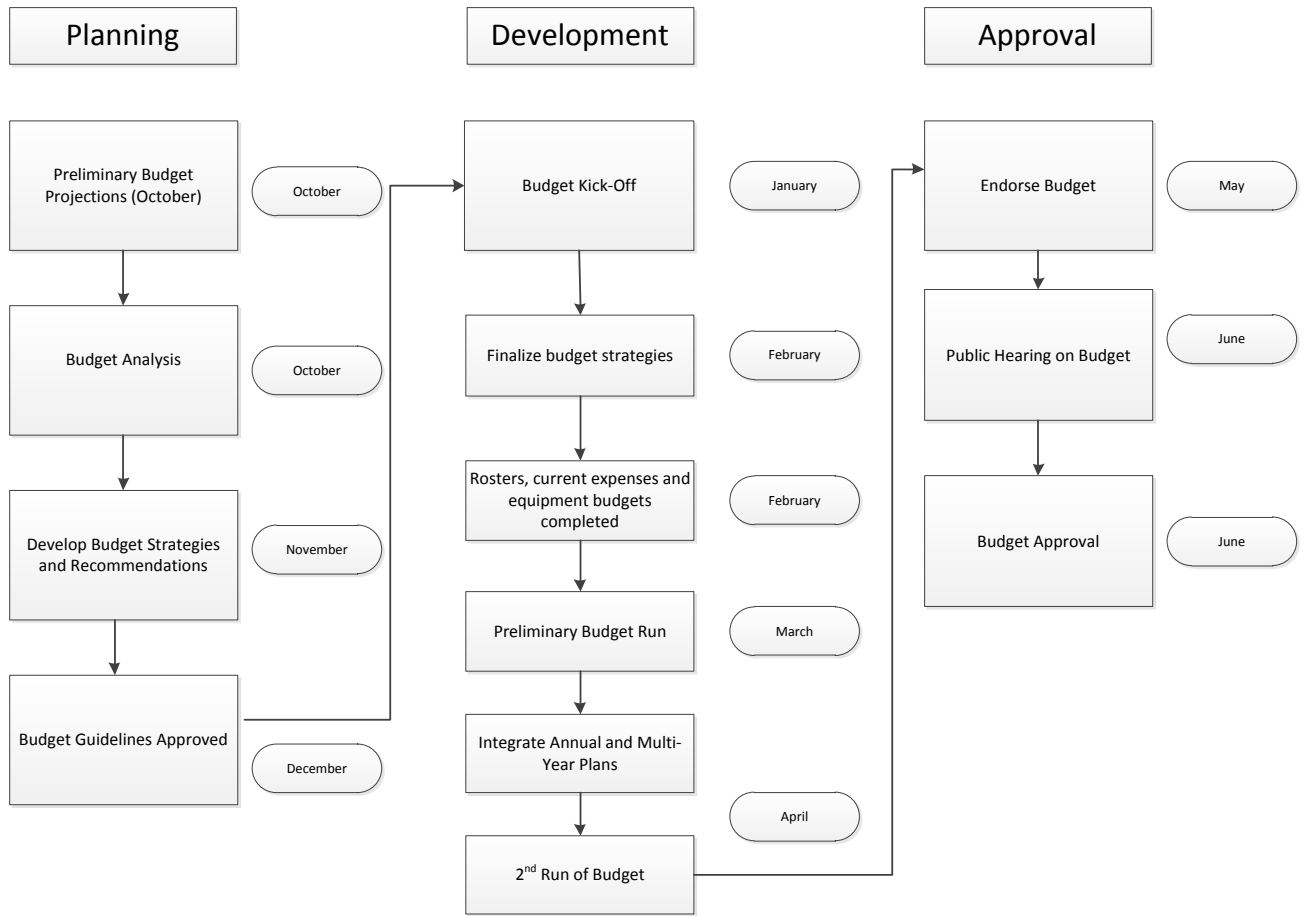 Planning
Development
Approval
Preliminary Budget
Projections (October)
October
Budget Analysis
October
Develop Budget Strategies
and Recommendations
November
Budget Guidelines Approved
December
Budget Kick-Off
January
Finalize budget strategies
February
Rosters, current expenses and
equipment budgets
completed
February
Preliminary Budget Run
March
Integrate Annual and Multi-
Year Plans
April
2nd Run of Budget
Endorse Budget
May
Public Hearing on Budget
June
Budget Approval
June